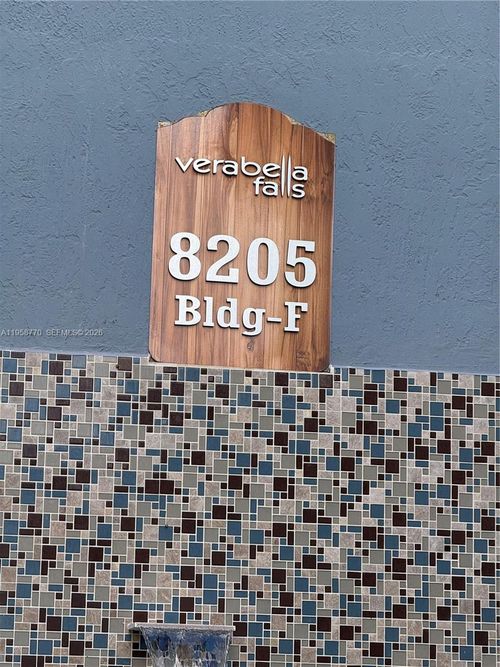 verabella
falls
8205
Bldg-F
A11958770 SEFMLS© 2026